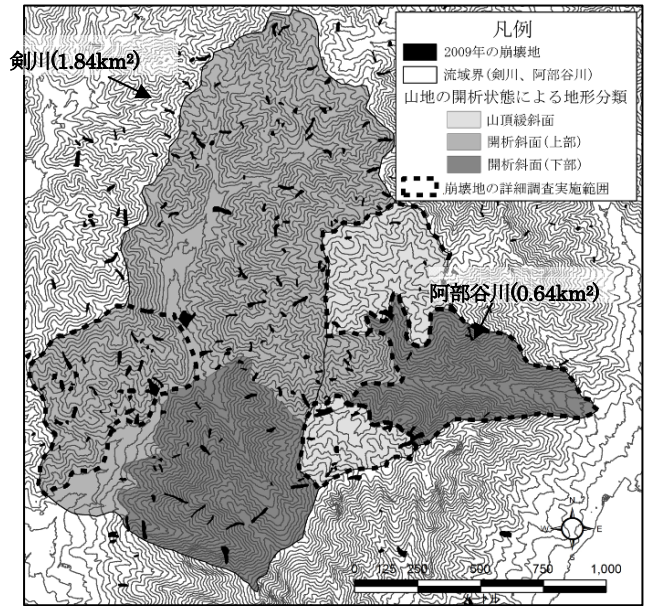 凡例
2009年の崩壊地
流域界(剣川、阿部谷川)
山地の開析状態による地形分類
山頂緩斜面
開析斜面(上部)
開析斜面(下部)
崩壊地の詳細調査実施範囲
剣川(1.84km²)
阿部谷川(0.64km²)
N
W E
S
0 125 250 500 750 1,000
メートル